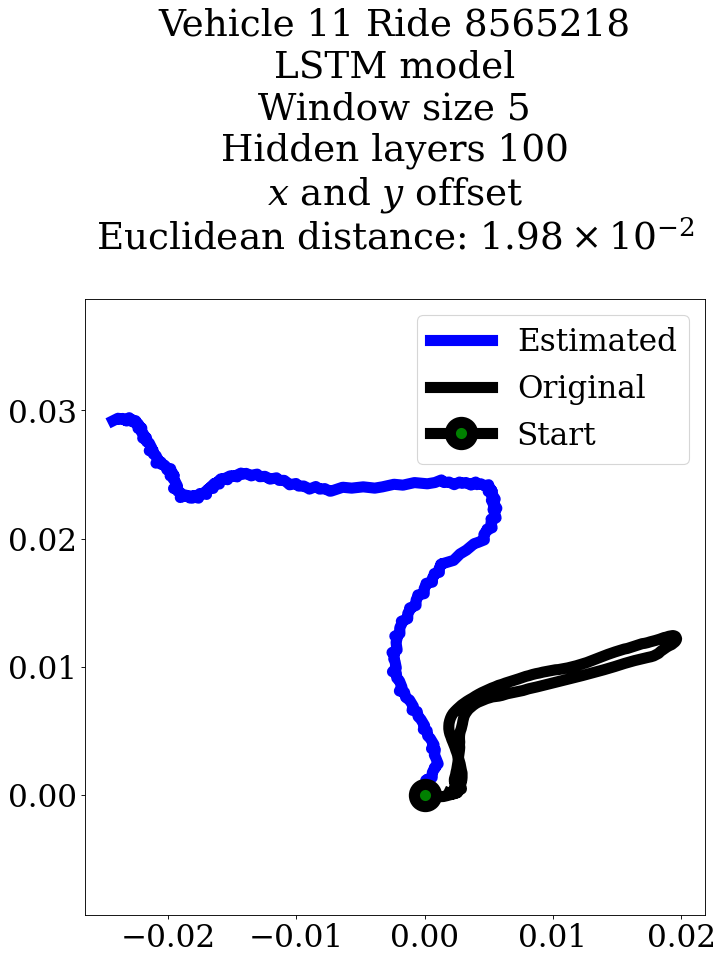 Vehicle 11 Ride 8565218
LSTM model
Window size 5
Hidden layers 100
x and y offset
Euclidean distance: 1.98 × 10⁻²
Estimated
Original
Start
0.03
0.02
0.01
0.00
−0.02 −0.01 0.00 0.01 0.02